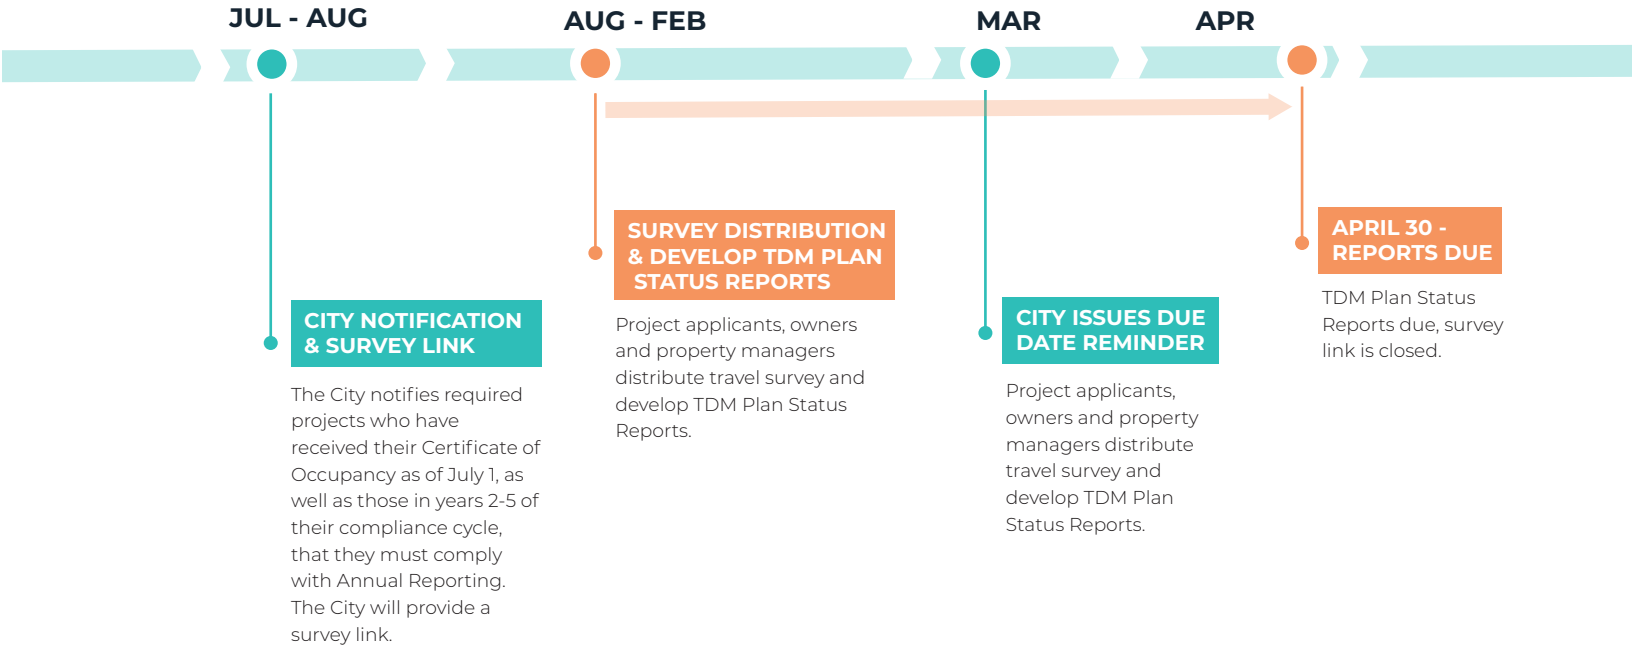 JUL - AUG
AUG - FEB
MAR
APR
CITY NOTIFICATION
& SURVEY LINK
The City notifies required
projects who have
received their Certificate of
Occupancy as of July 1, as
well as those in years 2-5 of
their compliance cycle,
that they must comply
with Annual Reporting.
The City will provide a
survey link.
SURVEY DISTRIBUTION
& DEVELOP TDM PLAN
STATUS REPORTS
Project applicants, owners
and property managers
distribute travel survey and
develop TDM Plan Status
Reports.
CITY ISSUES DUE
DATE REMINDER
Project applicants,
owners and property
managers distribute
travel survey and
develop TDM Plan
Status Reports.
APRIL 30 -
REPORTS DUE
TDM Plan Status
Reports due, survey
link is closed.